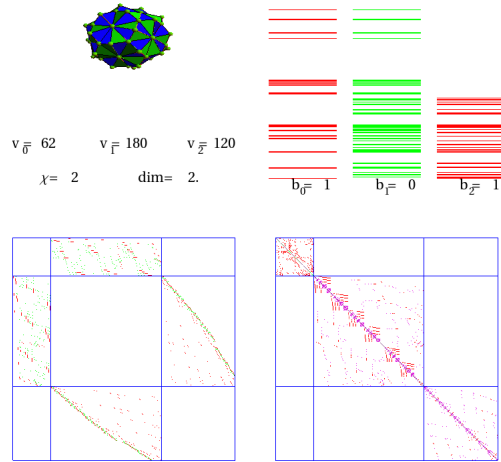 v₀= 62 v₁= 180 v₂= 120
χ= 2 dim= 2.
b₀= 1 b₁= 0 b₂= 1